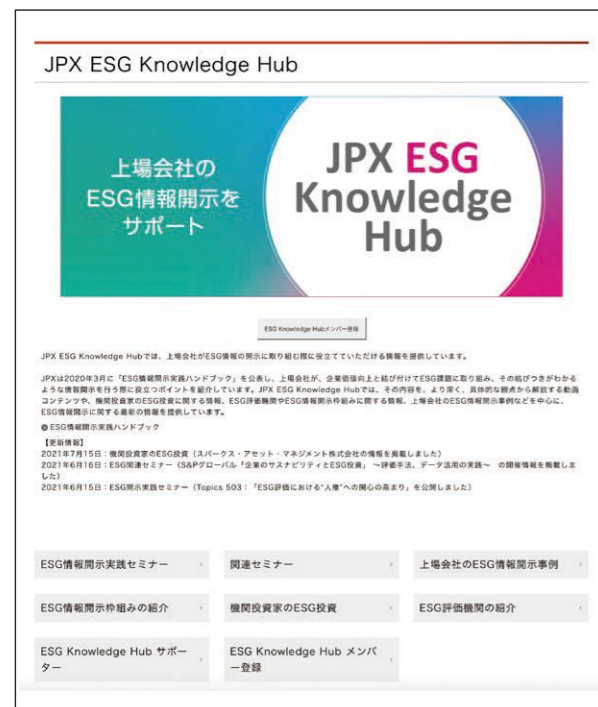 JPX ESG Knowledge Hub
上場会社の
ESG情報開示を
サポート
JPX ESG
Knowledge
Hub
ESG Knowledge Hubメンバー登録
JPX ESG Knowledge Hubでは、上場会社がESG情報の開示に取り組む際に役立てていただける情報を提供しています。
JPXは2020年3月に「ESG情報開示実践ハンドブック」を公表し、上場会社が、企業価値向上と結び付けてESG課題に取り組み、その結びつきがわかる
ような情報開示を行う際に役立つポイントを紹介しています。JPX ESG Knowledge Hubでは、その内容を、より深く、具体的な観点から解説する動画
コンテンツや、機関投資家のESG投資に関する情報、ESG評価機関やESG情報開示枠組みに関する情報、上場会社のESG情報開示事例などを中心に、
ESG情報開示に関する最新の情報を提供しています。
ESG情報開示実践ハンドブック
【更新情報】
2021年7月15日：機関投資家のESG投資（スパークス・アセット・マネジメント株式会社の情報を掲載しました）
2021年6月16日：ESG関連セミナー（S&Pグローバル「企業のサステナビリティとESG投資」 ～評価手法、データ活用の実践～ の開催情報を掲載しま
した）
2021年6月15日：ESG開示実践セミナー（Topics 503：「ESG評価における“人権”への関心の高まり」を公開しました）
ESG情報開示実践セミナー
関連セミナー
上場会社のESG情報開示事例
ESG情報開示枠組みの紹介
機関投資家のESG投資
ESG評価機関の紹介
ESG Knowledge Hub サポー
ター
ESG Knowledge Hub メンバ
ー登録